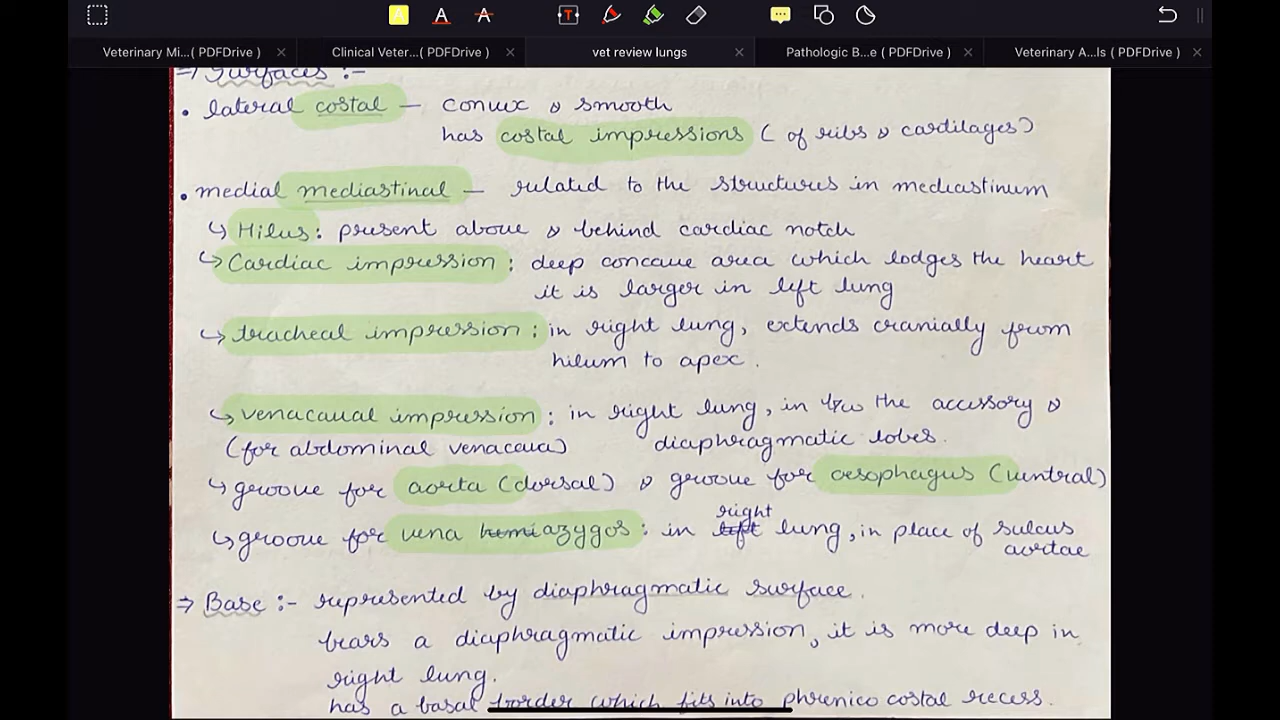 A A A T
Veterinary Mi...( PDFDrive ) × Clinical Veter...( PDFDrive ) × vet review lungs × Pathologic B...e ( PDFDrive ) × Veterinary A...ls ( PDFDrive ) ×
⇒ Surfaces :-
• lateral costal — convex & smooth
has costal impressions ( of ribs & cartilages)
• medial mediastinal — related to the structures in mediastinum
↳ Hilus : present above & behind cardiac notch
↳ Cardiac impression : deep concave area which lodges the heart
it is larger in left lung
↳ tracheal impression : in right lung, extends cranially from
hilum to apex .
↳ venacaval impression : in right lung, in b/w the accessory &
(for abdominal venacava) diaphragmatic lobes.
↳ groove for aorta (dorsal) & groove for oesophagus (ventral)
right
↳ groove for vena hemiazygos : in left lung, in place of sulcus
aortae
⇒ Base :- represented by diaphragmatic surface.
bears a diaphragmatic impression, it is more deep in
right lung.
has a basal border which fits into phrenico costal recess.